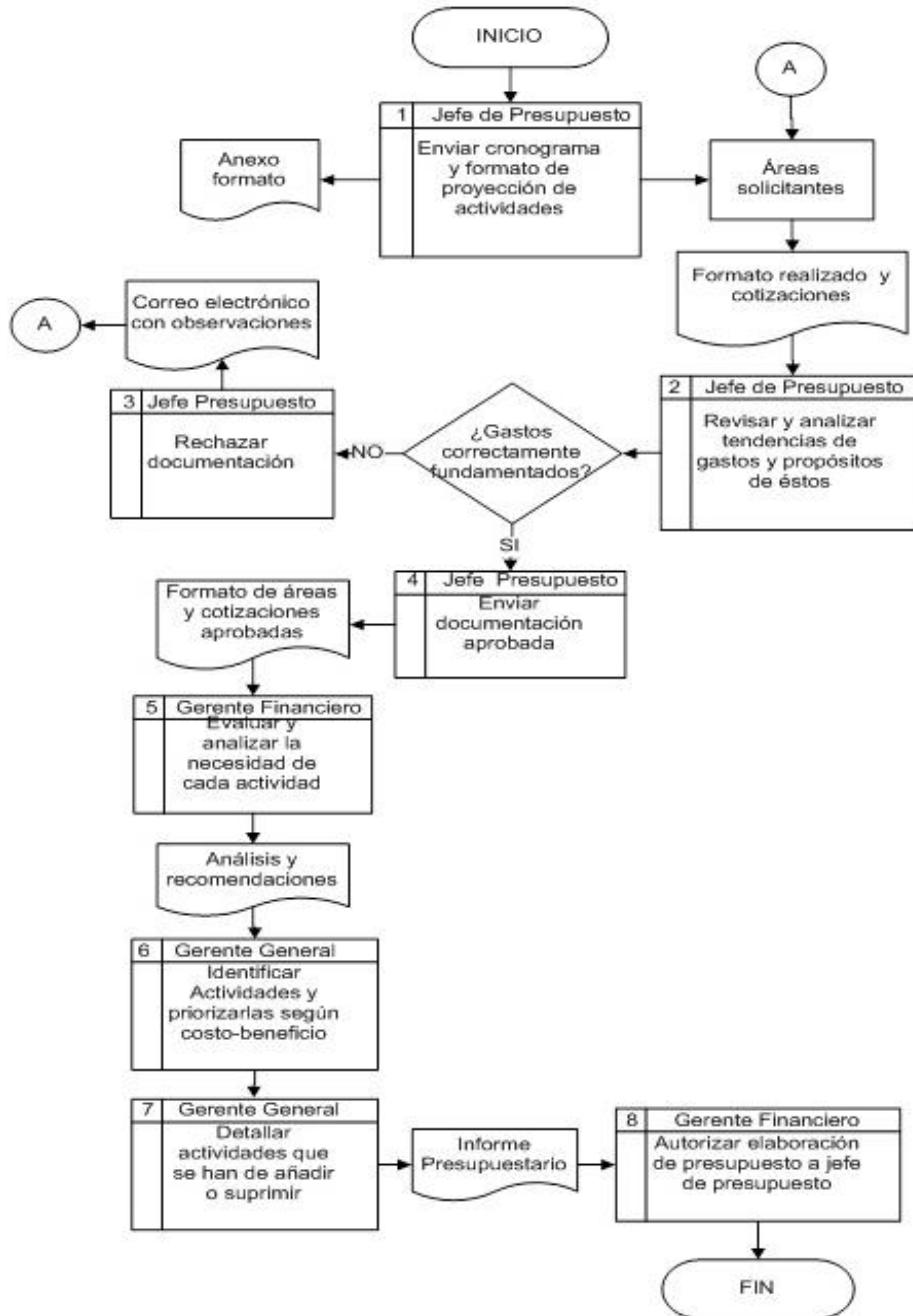 INICIO
A
1 Jefe de Presupuesto
Enviar cronograma
y formato de
proyección de
actividades
Anexo
formato
Áreas
solicitantes
Formato realizado y
cotizaciones
Correo electrónico
con observaciones
A
2 Jefe de Presupuesto
Revisar y analizar
tendencias de
gastos y propósitos
de éstos
¿Gastos
correctamente
fundamentados?
NO
3 Jefe Presupuesto
Rechazar
documentación
SI
4 Jefe Presupuesto
Enviar
documentación
aprobada
Formato de áreas
y cotizaciones
aprobadas
5 Gerente Financiero
Evaluar y
analizar la
necesidad de
cada actividad
Análisis y
recomendaciones
6 Gerente General
Identificar
Actividades y
priorizarlas según
costo-beneficio
7 Gerente General
Detallar
actividades que
se han de añadir
o suprimir
Informe
Presupuestario
8 Gerente Financiero
Autorizar elaboración
de presupuesto a jefe
de presupuesto
FIN